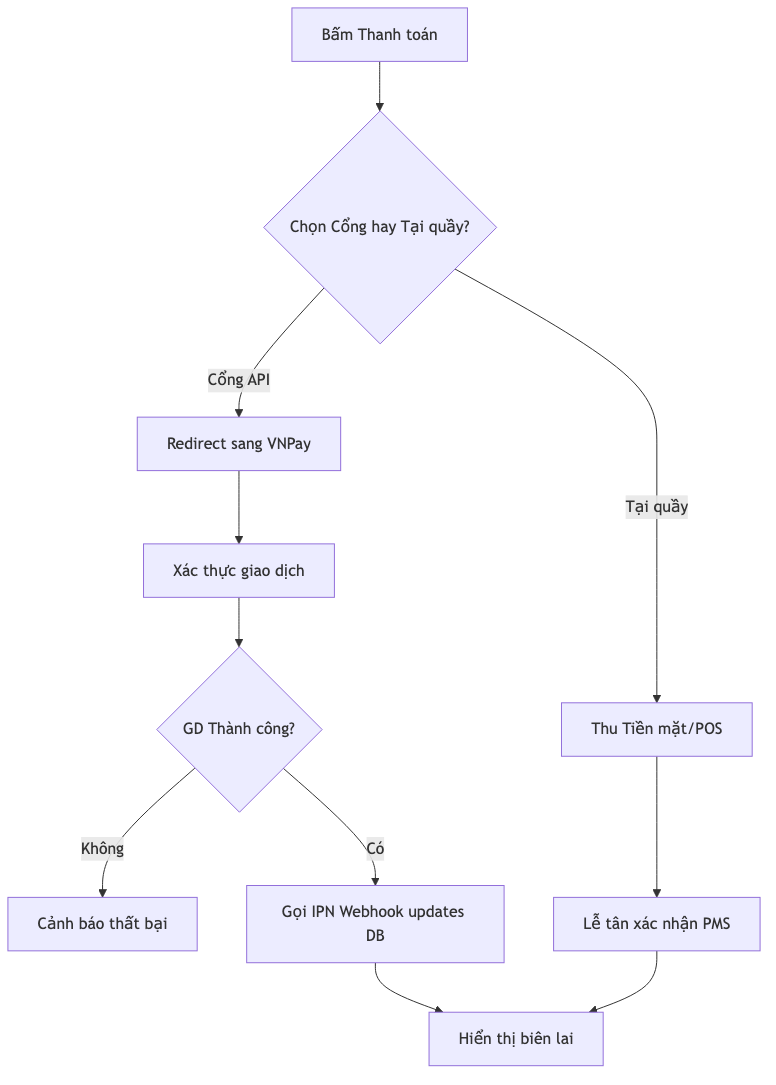 Bấm Thanh toán
Chọn Cổng hay Tại quầy?
Cổng API
Redirect sang VNPay
Tại quầy
Xác thực giao dịch
GD Thành công?
Thu Tiền mặt/POS
Không
Có
Cảnh báo thất bại
Gọi IPN Webhook updates
DB
Lễ tân xác nhận PMS
Hiển thị biên lai